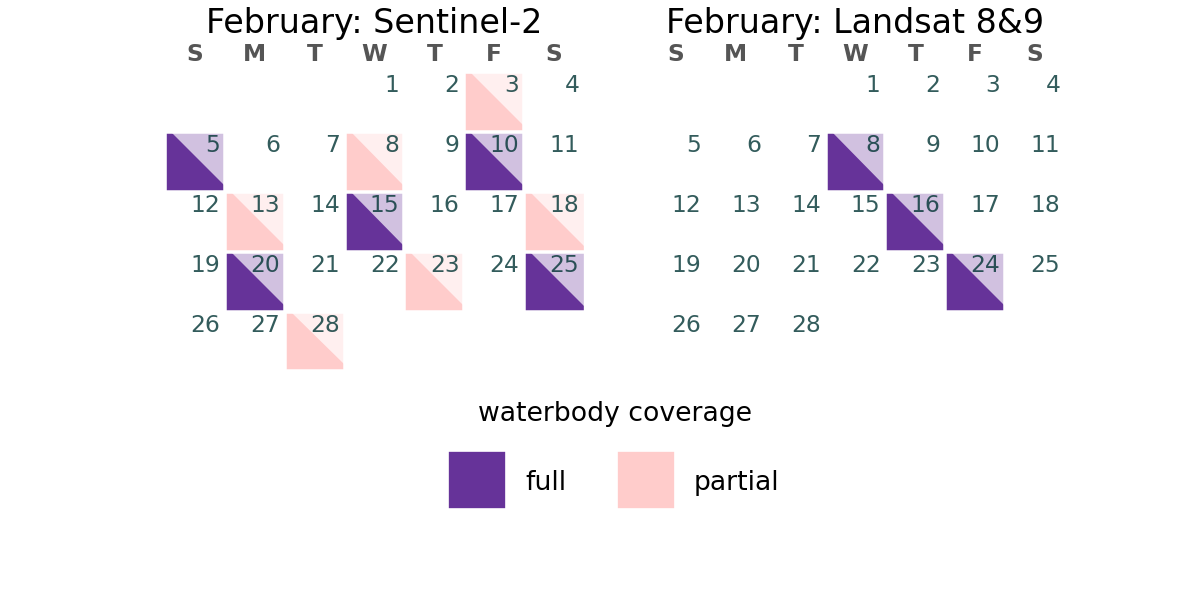 February: Sentinel-2
S M T W T F S
1 2 3 4
5 6 7 8 9 10 11
12 13 14 15 16 17 18
19 20 21 22 23 24 25
26 27 28
February: Landsat 8&9
S M T W T F S
1 2 3 4
5 6 7 8 9 10 11
12 13 14 15 16 17 18
19 20 21 22 23 24 25
26 27 28
waterbody coverage
full partial